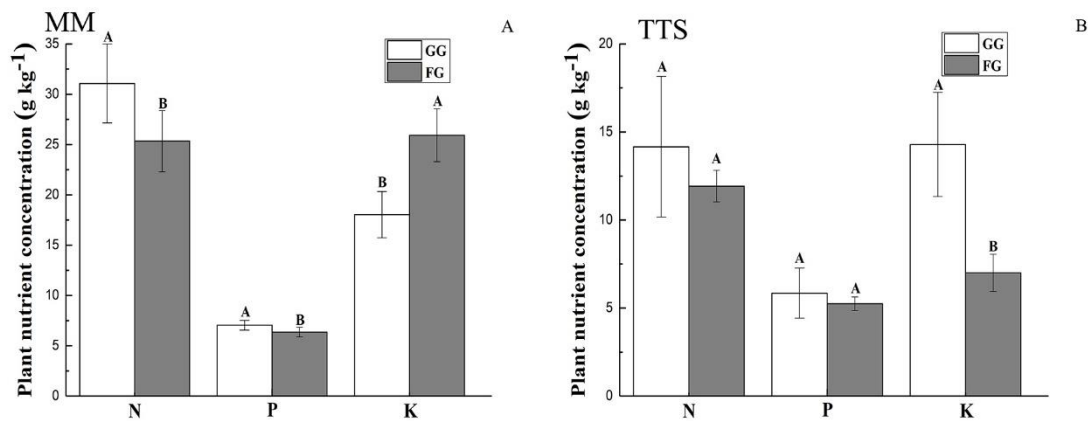 MM
A
Plant nutrient concentration (g kg⁻¹)
35
30
25
20
15
10
5
0
GG
FG
A
B
A
B
B
A
N P K
TTS
B
Plant nutrient concentration (g kg⁻¹)
20
15
10
5
0
GG
FG
A
A
A
A
A
B
N P K